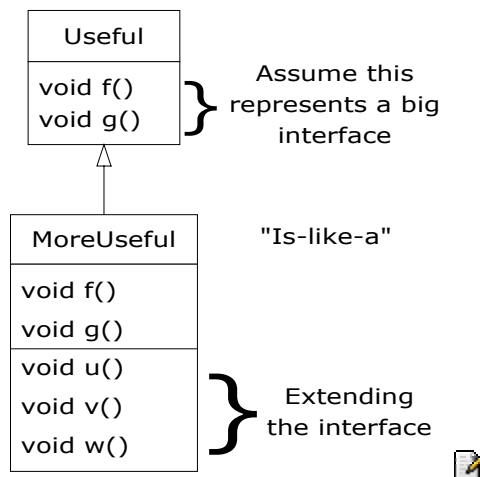 Useful
void f()
void g()
}
Assume this
represents a big
interface
MoreUseful
"Is-like-a"
void f()
void g()
void u()
void v()
void w()
}
Extending
the interface